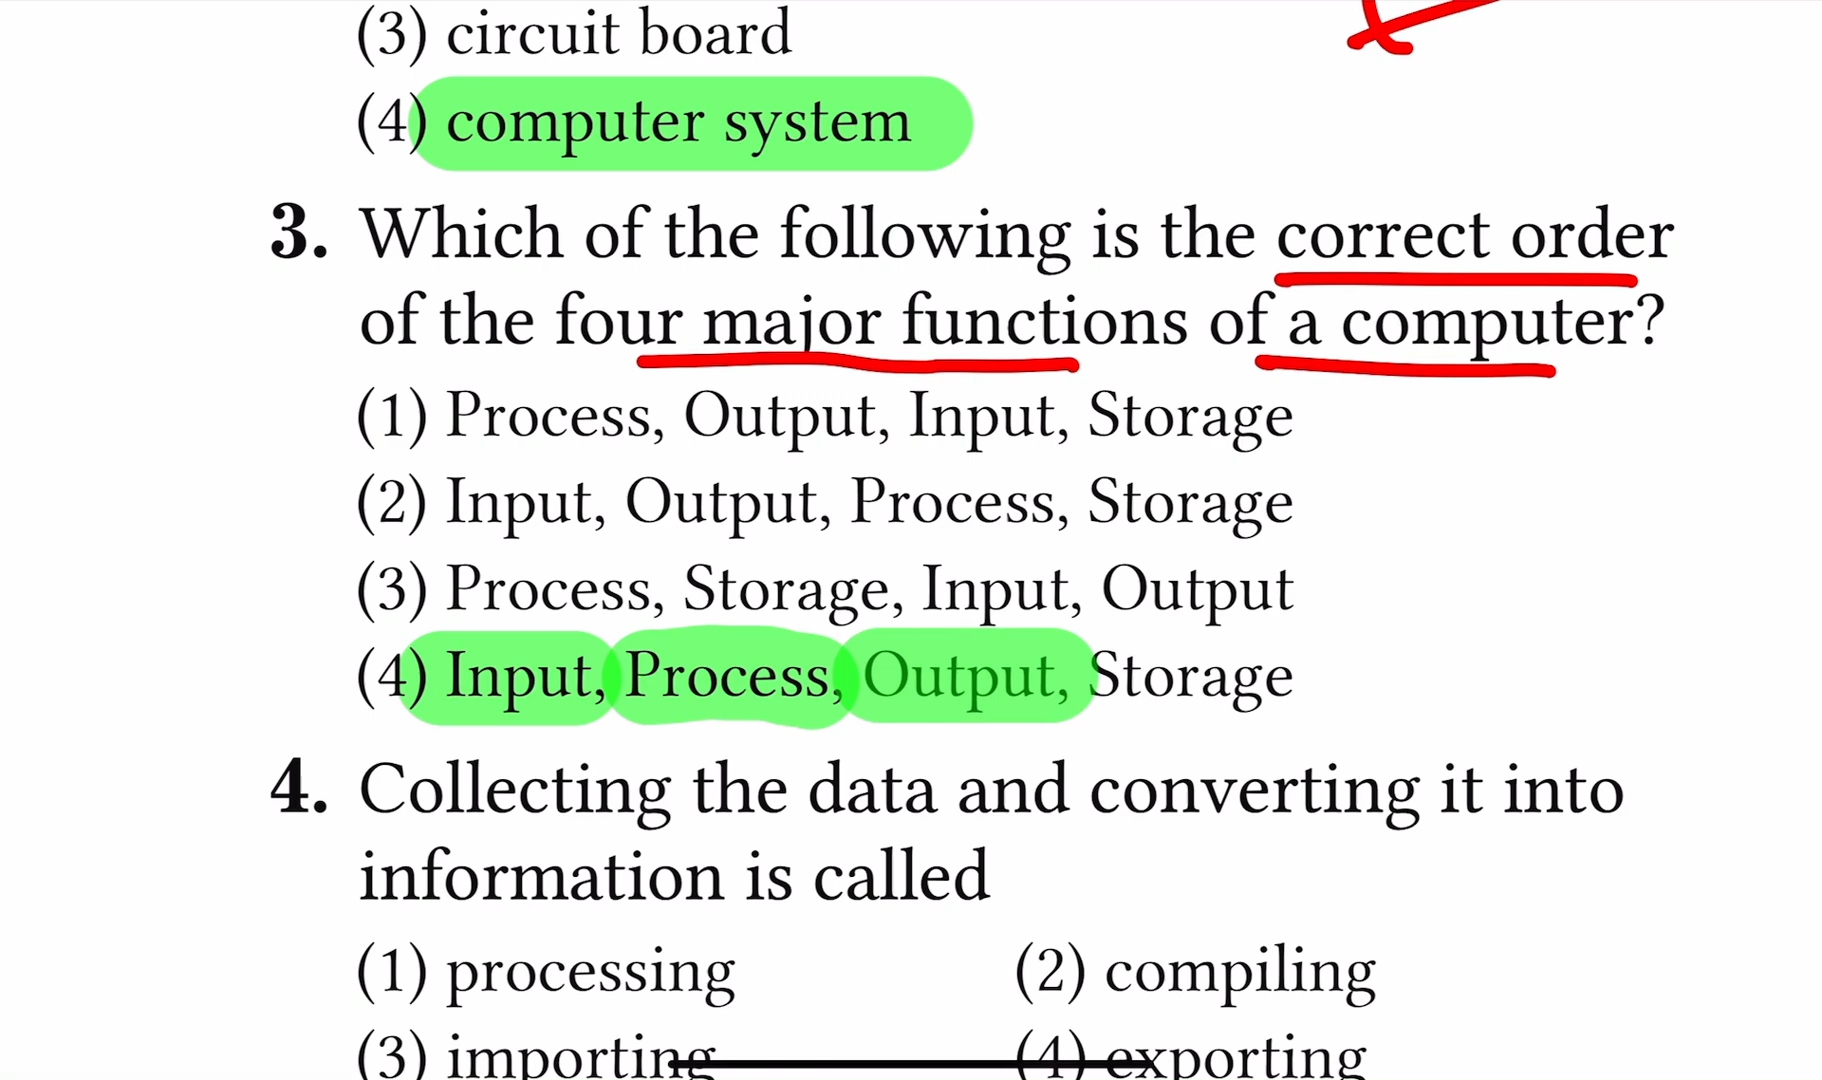 (3) circuit board
(4) computer system
3. Which of the following is the correct order
of the four major functions of a computer?
(1) Process, Output, Input, Storage
(2) Input, Output, Process, Storage
(3) Process, Storage, Input, Output
(4) Input, Process, Output, Storage
4. Collecting the data and converting it into
information is called
(1) processing (2) compiling
(3) importing (4) exporting